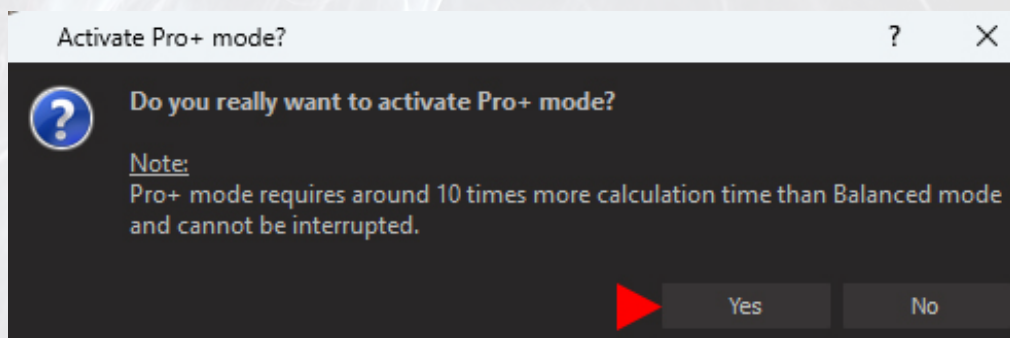 Activate Pro+ mode?
Do you really want to activate Pro+ mode?
Note:
Pro+ mode requires around 10 times more calculation time than Balanced mode
and cannot be interrupted.
Yes No